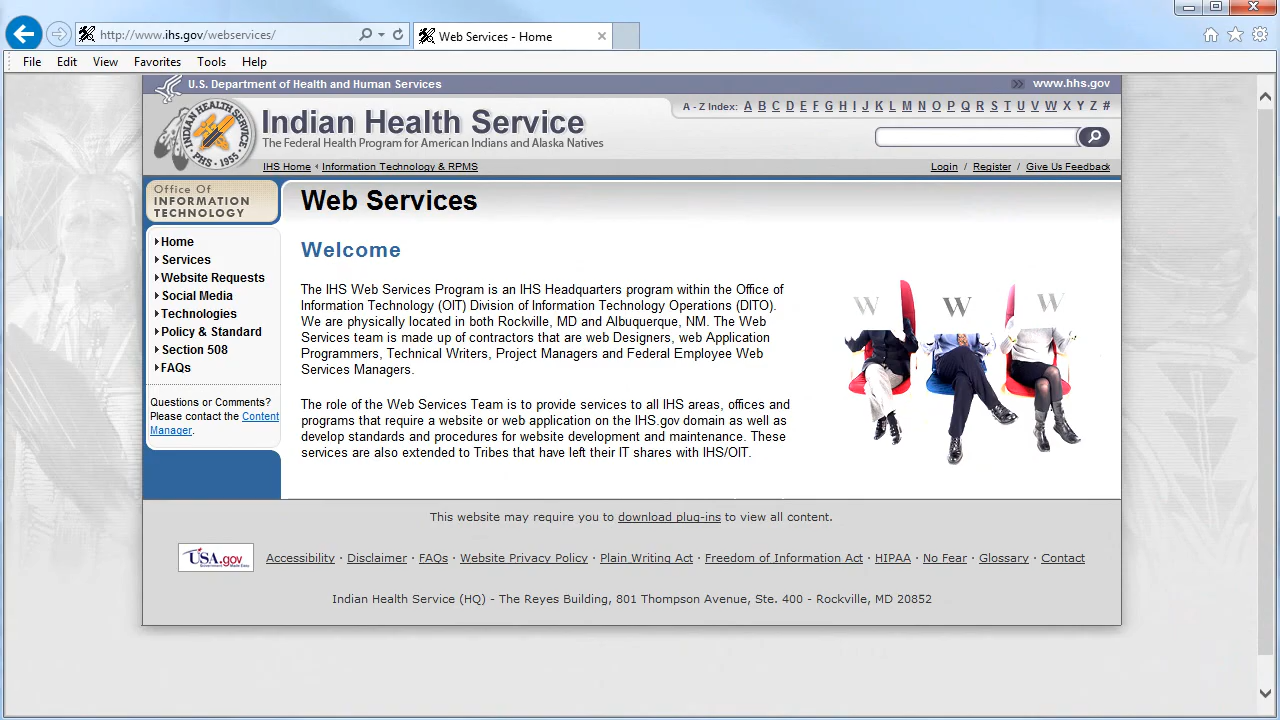 http://www.ihs.gov/webservices/
Web Services - Home
File Edit View Favorites Tools Help
U.S. Department of Health and Human Services
www.hhs.gov
A - Z Index: A B C D E F G H I J K L M N O P Q R S T U V W X Y Z #
INDIAN HEALTH SERVICE
PHS · 1955
Indian Health Service
The Federal Health Program for American Indians and Alaska Natives
IHS Home ‹ Information Technology & RPMS
Login / Register / Give Us Feedback
Office Of
INFORMATION
TECHNOLOGY
Home
Services
Website Requests
Social Media
Technologies
Policy & Standard
Section 508
FAQs
Questions or Comments?
Please contact the Content
Manager.
Web Services
Welcome
The IHS Web Services Program is an IHS Headquarters program within the Office of
Information Technology (OIT) Division of Information Technology Operations (DITO).
We are physically located in both Rockville, MD and Albuquerque, NM. The Web
Services team is made up of contractors that are web Designers, web Application
Programmers, Technical Writers, Project Managers and Federal Employee Web
Services Managers.
The role of the Web Services Team is to provide services to all IHS areas, offices and
programs that require a website or web application on the IHS.gov domain as well as
develop standards and procedures for website development and maintenance. These
services are also extended to Tribes that have left their IT shares with IHS/OIT.
W W W
This website may require you to download plug-ins to view all content.
USA.gov
Government Made Easy
Accessibility · Disclaimer · FAQs · Website Privacy Policy · Plain Writing Act · Freedom of Information Act · HIPAA · No Fear · Glossary · Contact
Indian Health Service (HQ) - The Reyes Building, 801 Thompson Avenue, Ste. 400 - Rockville, MD 20852